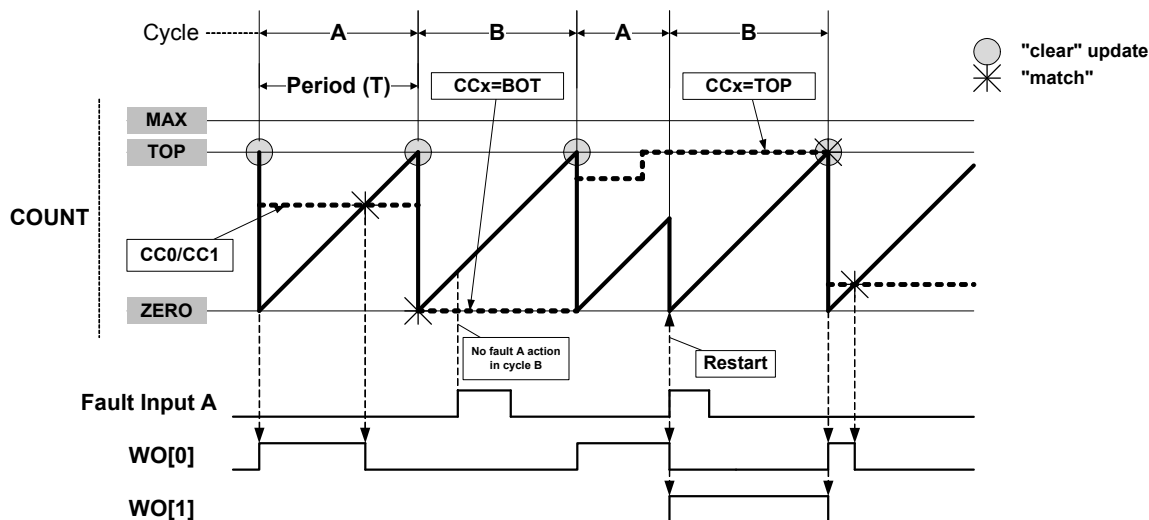 Cycle
A
B
A
B
"clear" update
"match"
Period (T)
CCx=BOT
CCx=TOP
MAX
TOP
COUNT
CC0/CC1
ZERO
No fault A action
in cycle B
Restart
Fault Input A
WO[0]
WO[1]